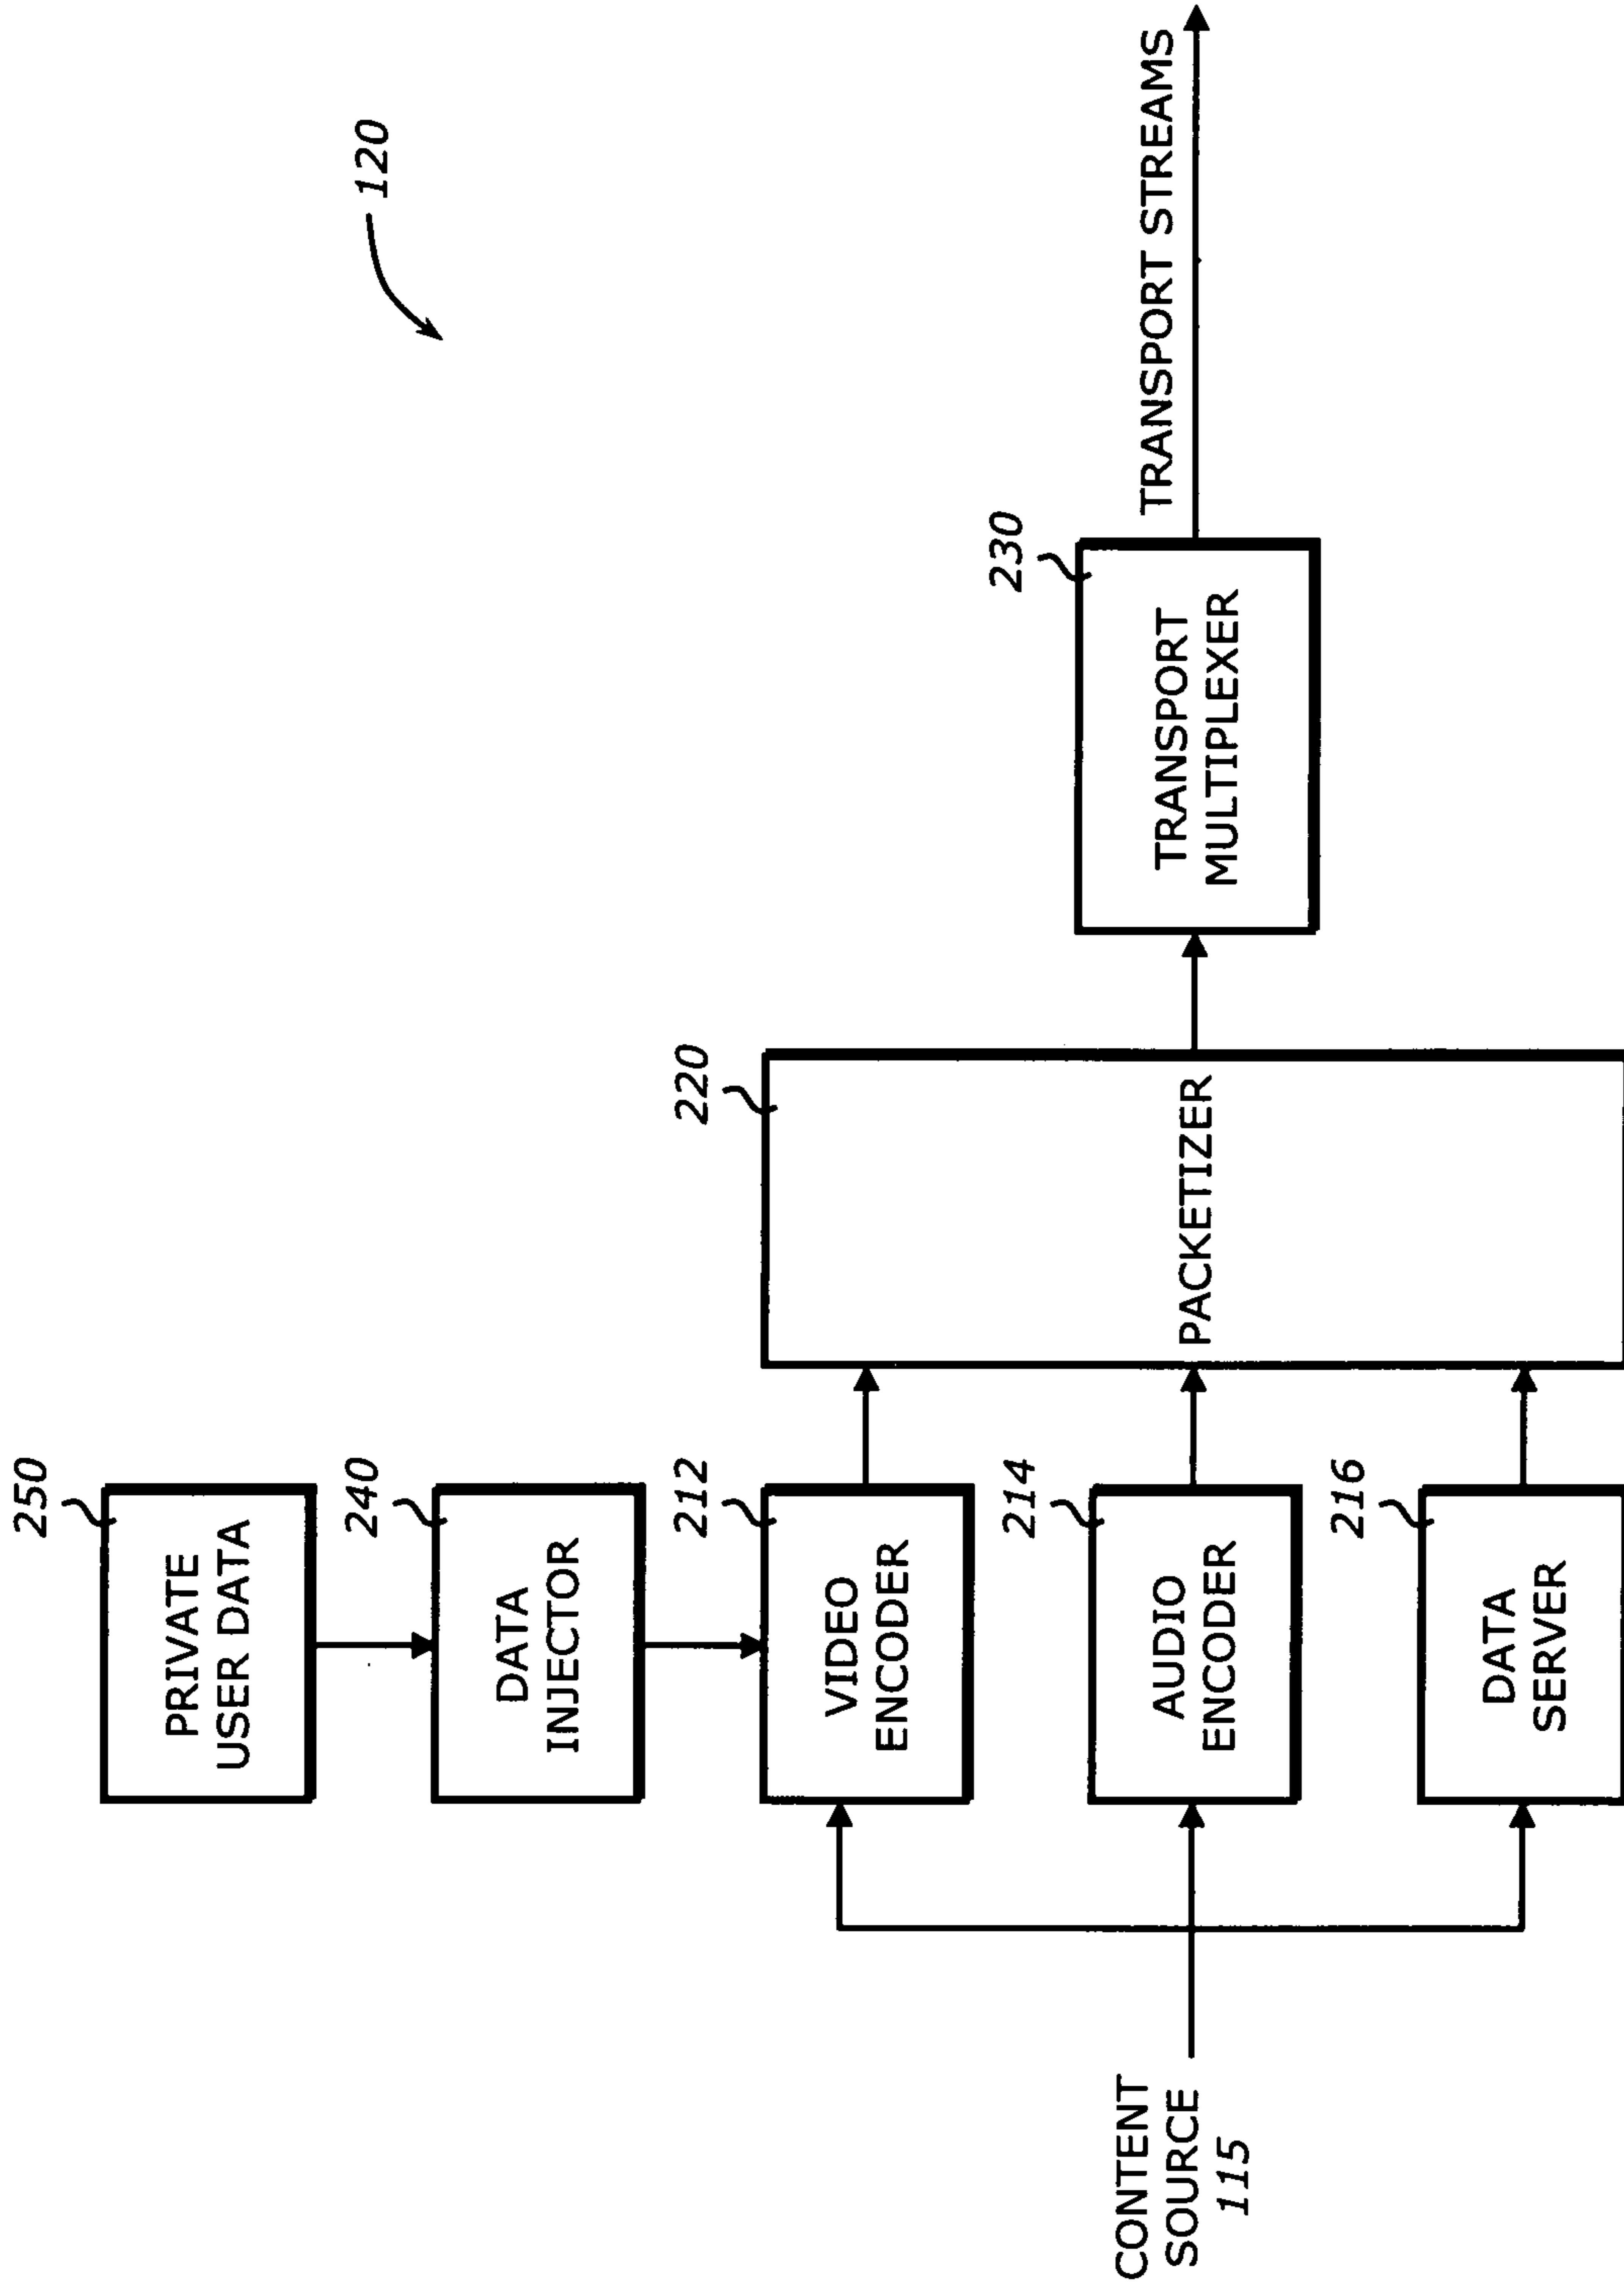 120
250
PRIVATE
USER DATA
240
DATA
INJECTOR
212
VIDEO
ENCODER
220
PACKETIZER
230
TRANSPORT
MULTIPLEXER
TRANSPORT STREAMS
CONTENT
SOURCE
115
214
AUDIO
ENCODER
216
DATA
SERVER